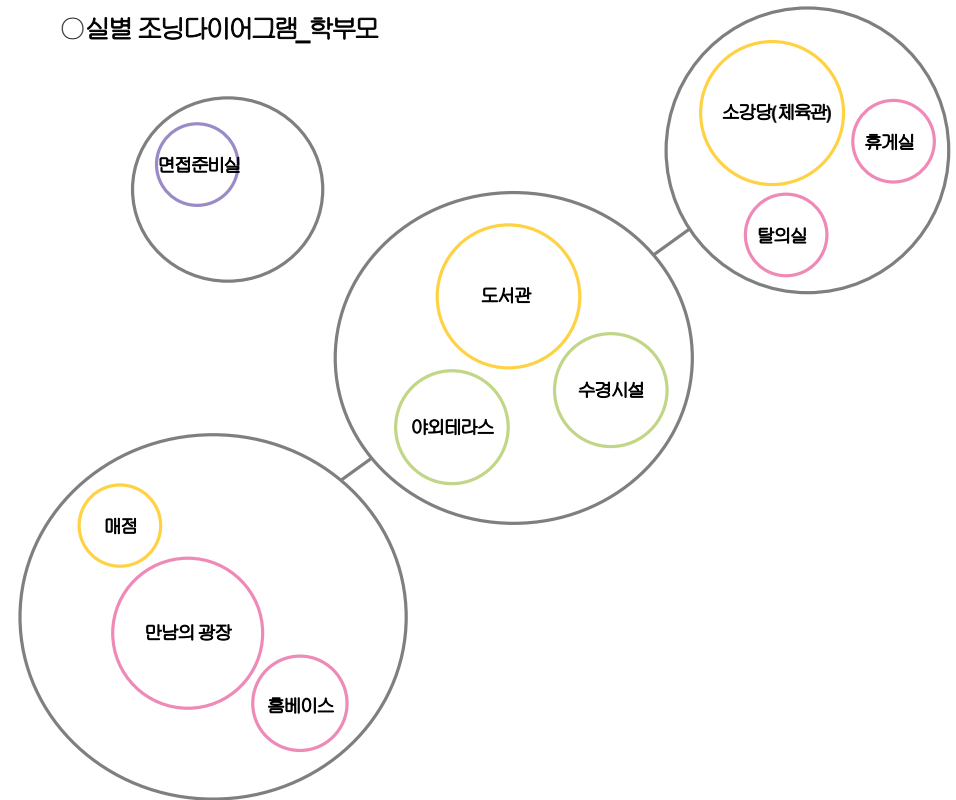 ○실별 조닝다이어그램_학부모
면접준비실
소강당(체육관)
휴게실
탈의실
도서관
수경시설
야외테라스
매점
만남의 광장
홈베이스